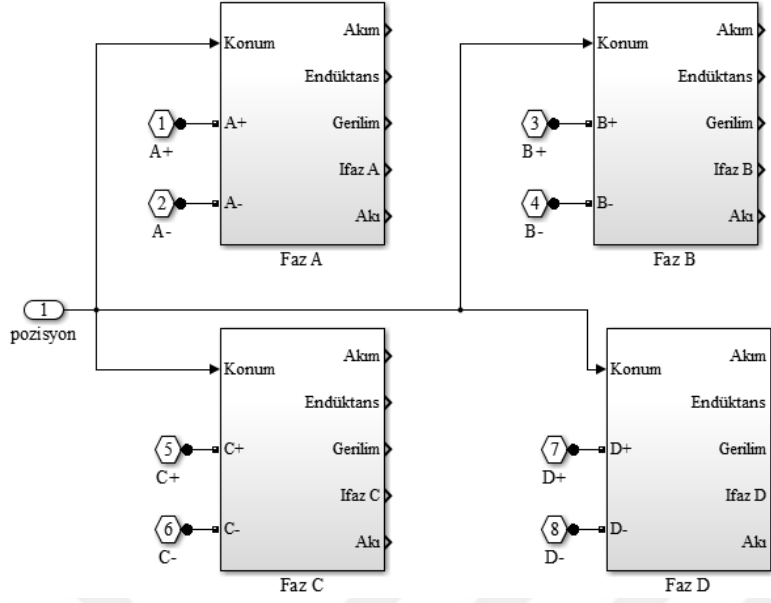 Konum
Akım
Endüktans
1
A+
Gerilim
A+
Ifaz A
2
A-
Akı
A-
Faz A
Konum
Akım
Endüktans
3
B+
Gerilim
B+
Ifaz B
4
B-
Akı
B-
Faz B
1
pozisyon
Konum
Akım
Endüktans
5
C+
Gerilim
C+
Ifaz C
6
C-
Akı
C-
Faz C
Konum
Akım
Endüktans
7
D+
Gerilim
D+
Ifaz D
8
D-
Akı
D-
Faz D